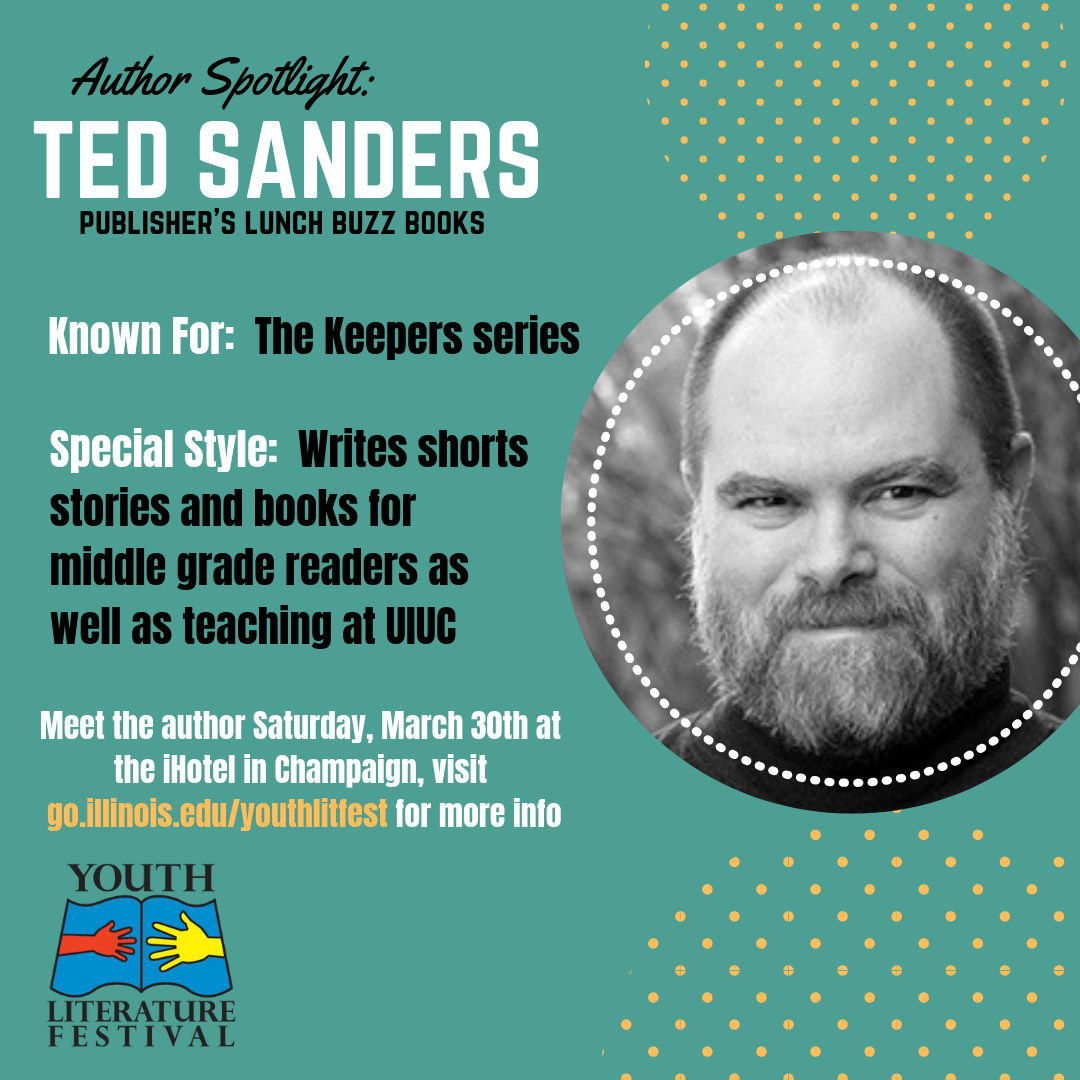 Author Spotlight:
TED SANDERS
PUBLISHER'S LUNCH BUZZ BOOKS
Known For: The Keepers series
Special Style: Writes shorts
stories and books for
middle grade readers as
well as teaching at UIUC
Meet the author Saturday, March 30th at
the iHotel in Champaign, visit
go.illinois.edu/youthlitfest for more info
YOUTH
LITERATURE
FESTIVAL